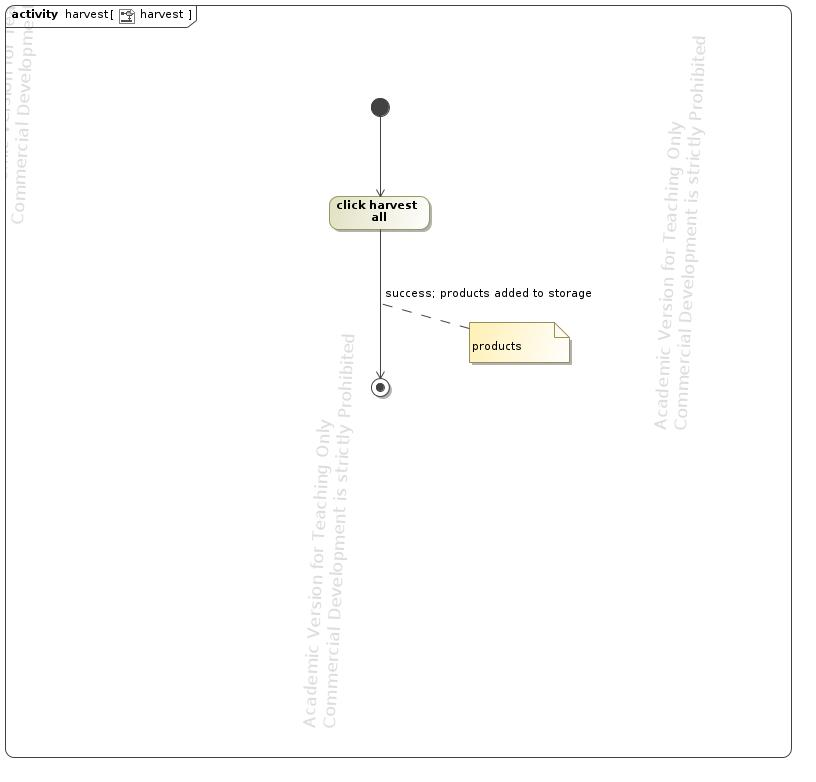 activity harvest[ harvest ]
Commercial Developme
click harvest
all
success; products added to storage
products
Academic Version for Teaching Only
Commercial Development is strictly Prohibited
Academic Version for Teaching Only
Commercial Development is strictly Prohibited